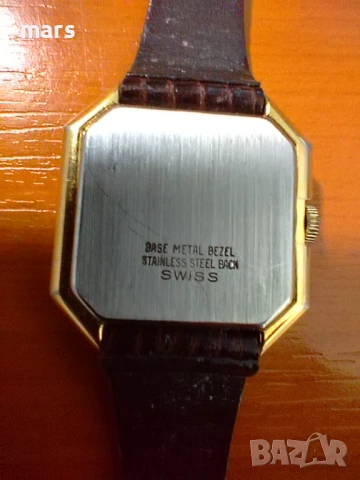 mars
BASE METAL BEZEL
STAINLESS STEEL BACK
SWISS
BAZAR